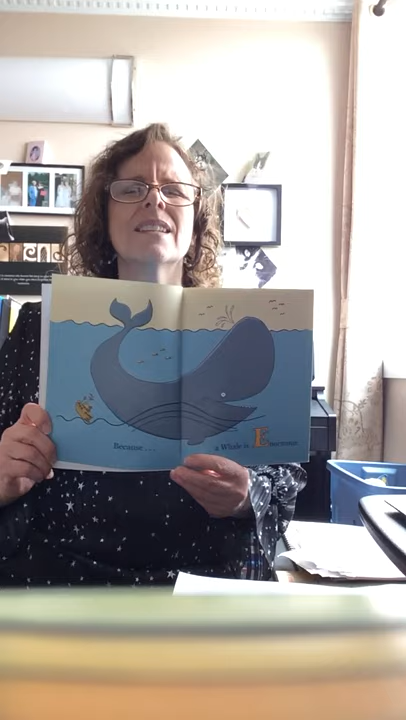 Because . . .
a Whale is Enormous